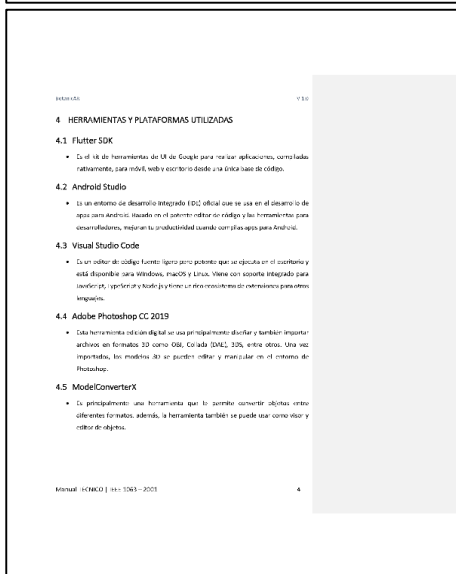 V 1.0
4 HERRAMIENTAS Y PLATAFORMAS UTILIZADAS
4.1 Flutter SDK
• Es el kit de herramientas de UI de Google para realizar aplicaciones, compiladas
nativamente, para móvil, web y escritorio desde una única base de código.
4.2 Android Studio
• Es un entorno de desarrollo integrado (IDE) oficial que se usa en el desarrollo de
apps para Android. Basado en el potente editor de código y las herramientas para
desarrolladores, mejoran tu productividad cuando compilas apps para Android.
4.3 Visual Studio Code
• Es un editor de código fuente ligero pero potente que se ejecuta en el escritorio y
está disponible para Windows, macOS y Linux. Viene con soporte integrado para
JavaScript, TypeScript y Node.js y tiene un rico ecosistema de extensiones para otros
lenguajes.
4.4 Adobe Photoshop CC 2019
• Esta herramienta edición digital se usa principalmente diseñar y también importar
archivos en formatos 3D como OBJ, Collada (DAE), 3DS, entre otros. Una vez
importados, los modelos 3D se pueden editar y manipular en el entorno de
Photoshop.
4.5 ModelConverterX
• Es principalmente una herramienta que le permite convertir objetos entre
diferentes formatos, además, la herramienta también se puede usar como visor y
editor de objetos.
Manual TECNICO | IEEE 1063 – 2001 4